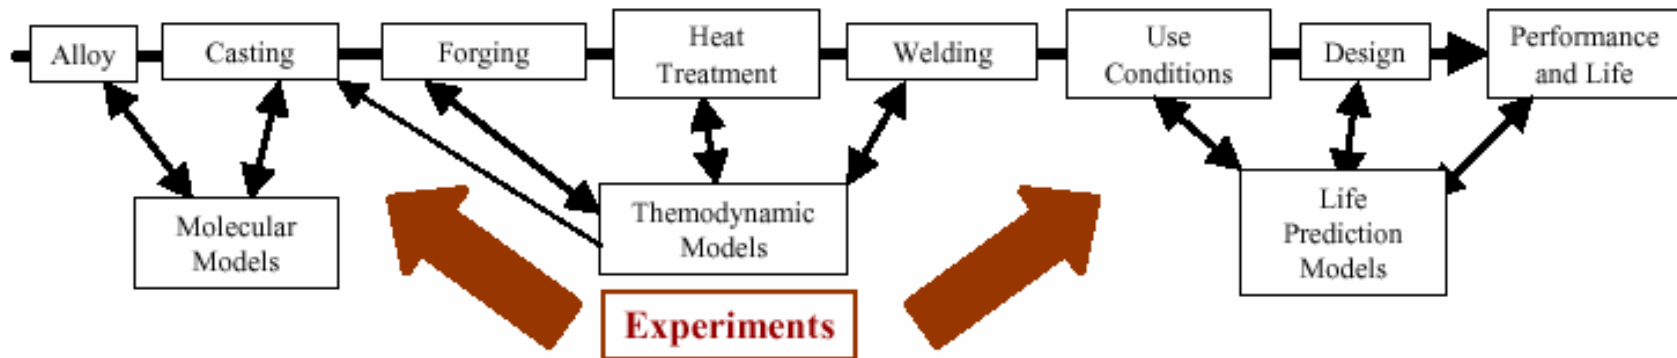 Alloy
Casting
Forging
Heat
Treatment
Welding
Use
Conditions
Design
Performance
and Life
Molecular
Models
Themodynamic
Models
Life
Prediction
Models
Experiments